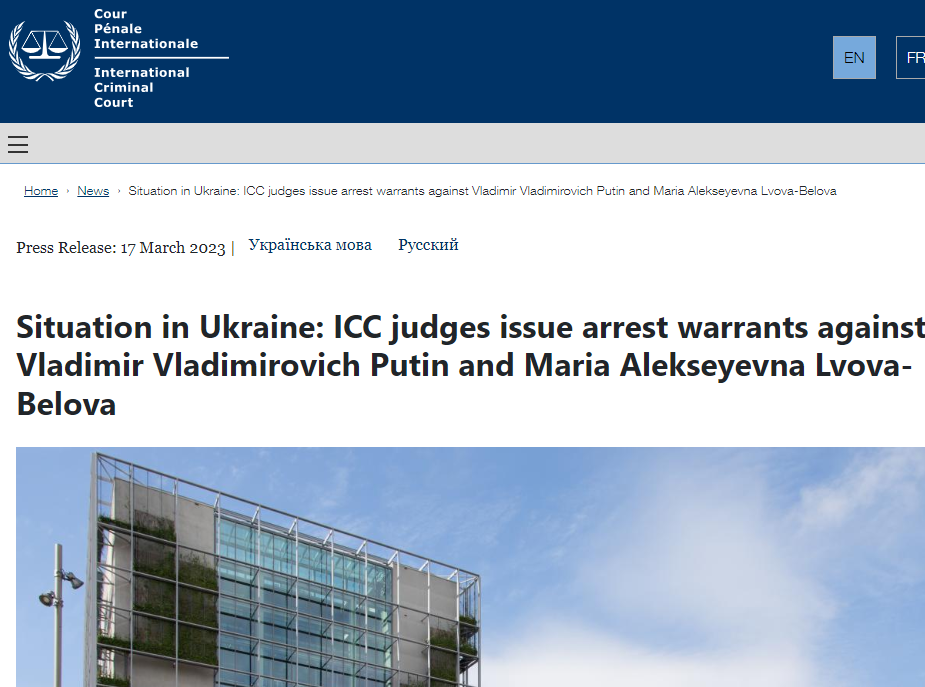 Cour
Pénale
Internationale
International
Criminal
Court
EN
FR
Home › News › Situation in Ukraine: ICC judges issue arrest warrants against Vladimir Vladimirovich Putin and Maria Alekseyevna Lvova-Belova
Press Release: 17 March 2023 | Українська мова Русский
Situation in Ukraine: ICC judges issue arrest warrants against
Vladimir Vladimirovich Putin and Maria Alekseyevna Lvova-
Belova